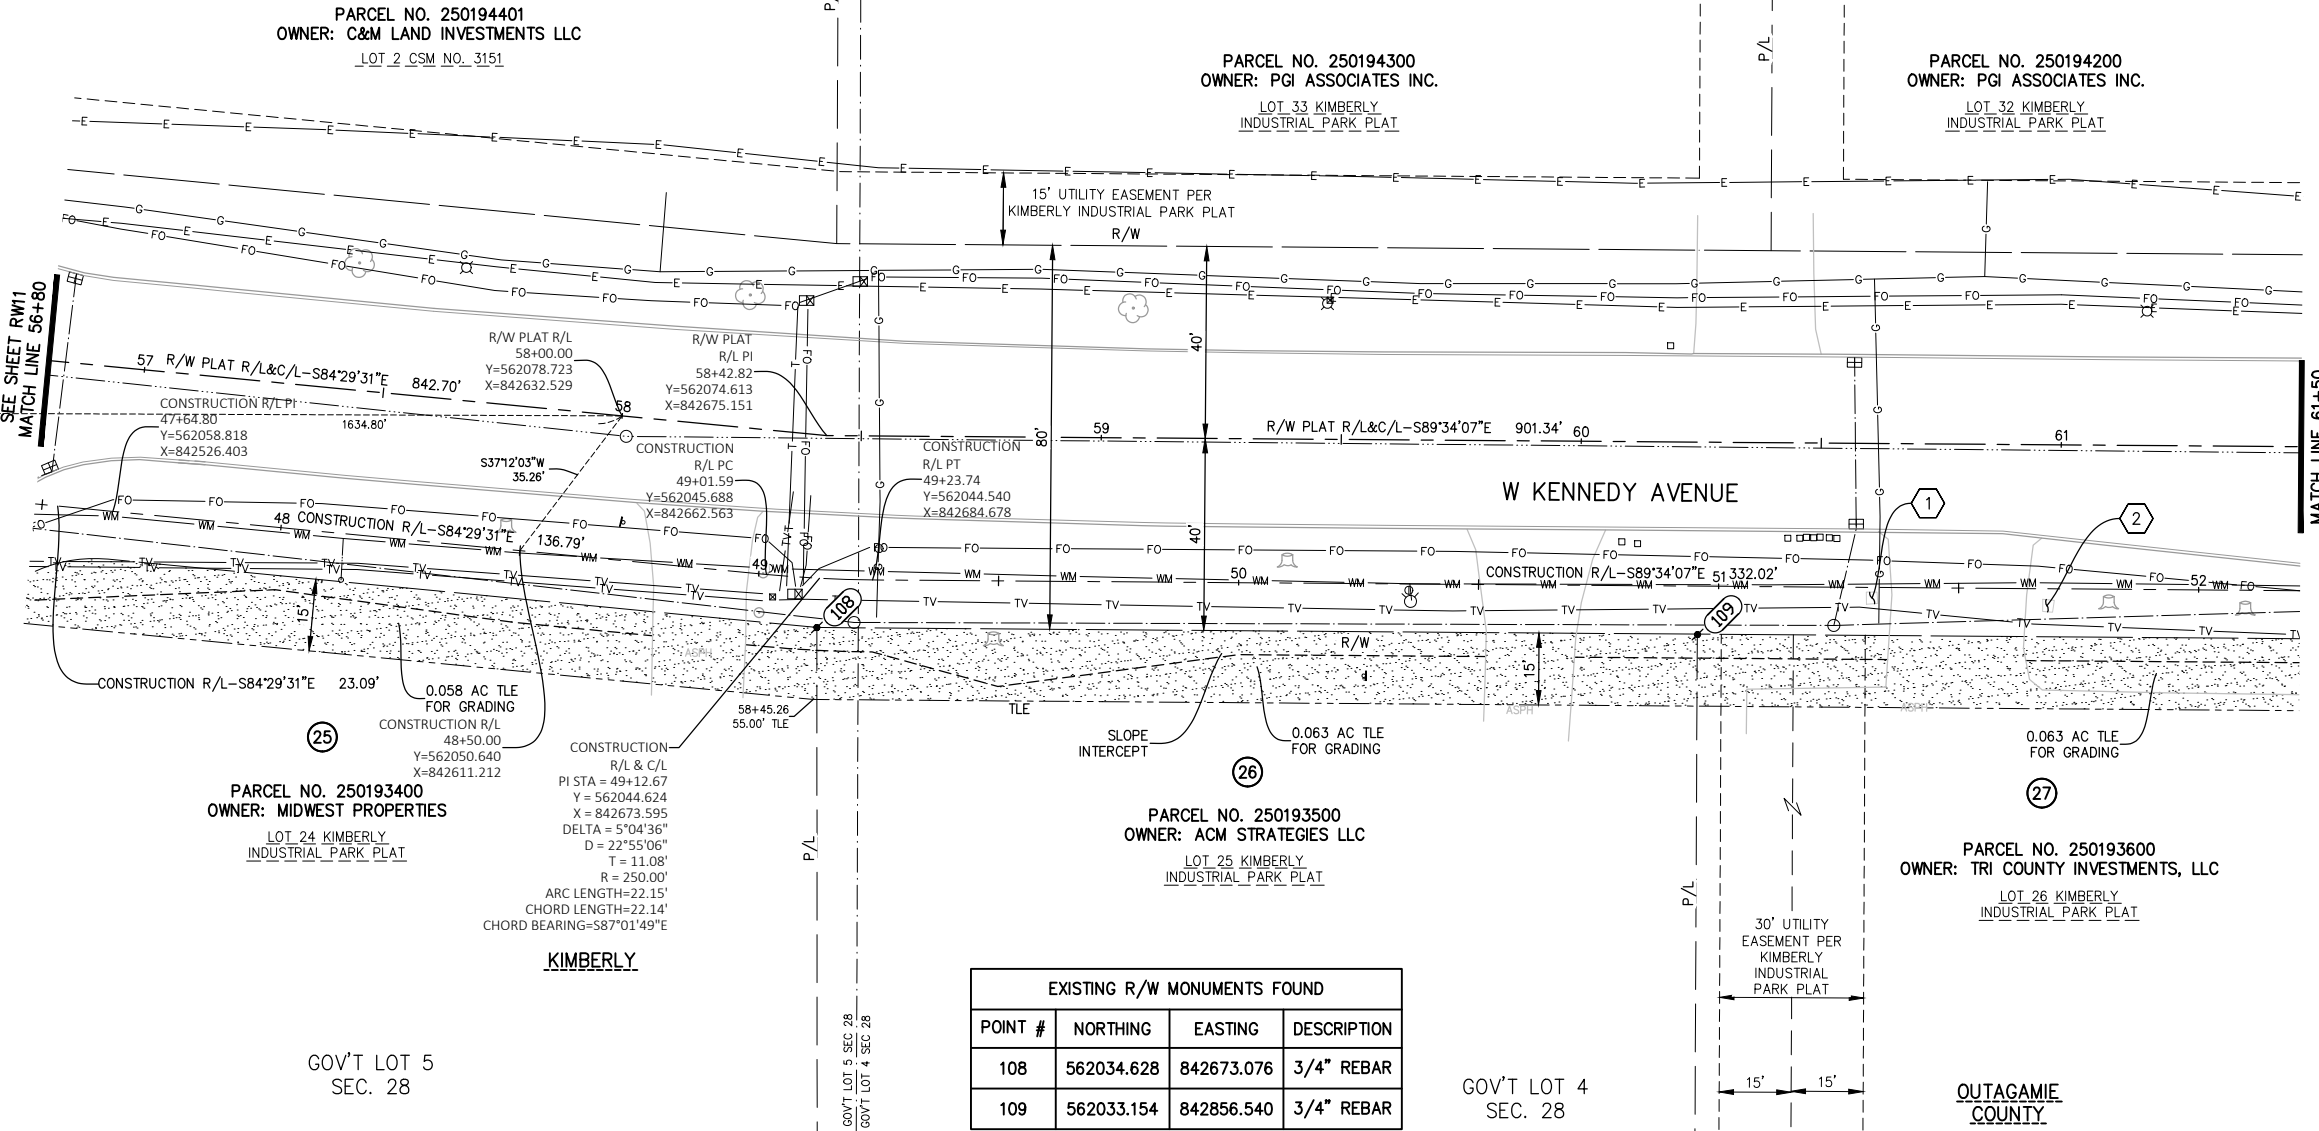 PARCEL NO. 250194401
OWNER: C&M LAND INVESTMENTS LLC
LOT 2 CSM NO. 3151
PARCEL NO. 250194300
OWNER: PGI ASSOCIATES INC.
LOT 33 KIMBERLY
INDUSTRIAL PARK PLAT
PARCEL NO. 250194200
OWNER: PGI ASSOCIATES INC.
LOT 32 KIMBERLY
INDUSTRIAL PARK PLAT
P/L
15' UTILITY EASEMENT PER
KIMBERLY INDUSTRIAL PARK PLAT
R/W
SEE SHEET RW11
MATCH LINE 56+80
57
R/W PLAT R/L&C/L-S84°29'31"E 842.70'
R/W PLAT R/L
58+00.00
Y=562078.723
X=842632.529
R/W PLAT
R/L PI
58+42.82
Y=562074.613
X=842675.151
CONSTRUCTION R/L PI
47+64.80
Y=562058.818
X=842526.403
1634.80'
58
S37°12'03"W
35.26'
CONSTRUCTION
R/L PC
49+01.59
Y=562045.688
X=842662.563
CONSTRUCTION
R/L PT
49+23.74
Y=562044.540
X=842684.678
80'
40'
40'
59
R/W PLAT R/L&C/L-S89°34'07"E 901.34'
60
61
MATCH LINE 61+50
W KENNEDY AVENUE
1
2
48
CONSTRUCTION R/L-S84°29'31"E
136.79'
49
50
CONSTRUCTION R/L-S89°34'07"E
51
332.02'
52
108
109
15'
R/W
15'
ASPH
ASPH
ASPH
CONSTRUCTION R/L-S84°29'31"E 23.09'
0.058 AC TLE
FOR GRADING
58+45.26
55.00' TLE
TLE
SLOPE
INTERCEPT
0.063 AC TLE
FOR GRADING
0.063 AC TLE
FOR GRADING
25
CONSTRUCTION R/L
48+50.00
Y=562050.640
X=842611.212
26
27
PARCEL NO. 250193400
OWNER: MIDWEST PROPERTIES
LOT 24 KIMBERLY
INDUSTRIAL PARK PLAT
CONSTRUCTION
R/L & C/L
PI STA = 49+12.67
Y = 562044.624
X = 842673.595
DELTA = 5°04'36"
D = 22°55'06"
T = 11.08'
R = 250.00'
ARC LENGTH=22.15'
CHORD LENGTH=22.14'
CHORD BEARING=S87°01'49"E
PARCEL NO. 250193500
OWNER: ACM STRATEGIES LLC
LOT 25 KIMBERLY
INDUSTRIAL PARK PLAT
PARCEL NO. 250193600
OWNER: TRI COUNTY INVESTMENTS, LLC
LOT 26 KIMBERLY
INDUSTRIAL PARK PLAT
P/L
P/L
30' UTILITY
EASEMENT PER
KIMBERLY
INDUSTRIAL
PARK PLAT
KIMBERLY
EXISTING R/W MONUMENTS FOUND
POINT # NORTHING EASTING DESCRIPTION
108 562034.628 842673.076 3/4" REBAR
109 562033.154 842856.540 3/4" REBAR
GOV'T LOT 5
SEC. 28
GOV'T LOT 5 SEC 28
GOV'T LOT 4 SEC 28
GOV'T LOT 4
SEC. 28
15' 15'
OUTAGAMIE
COUNTY